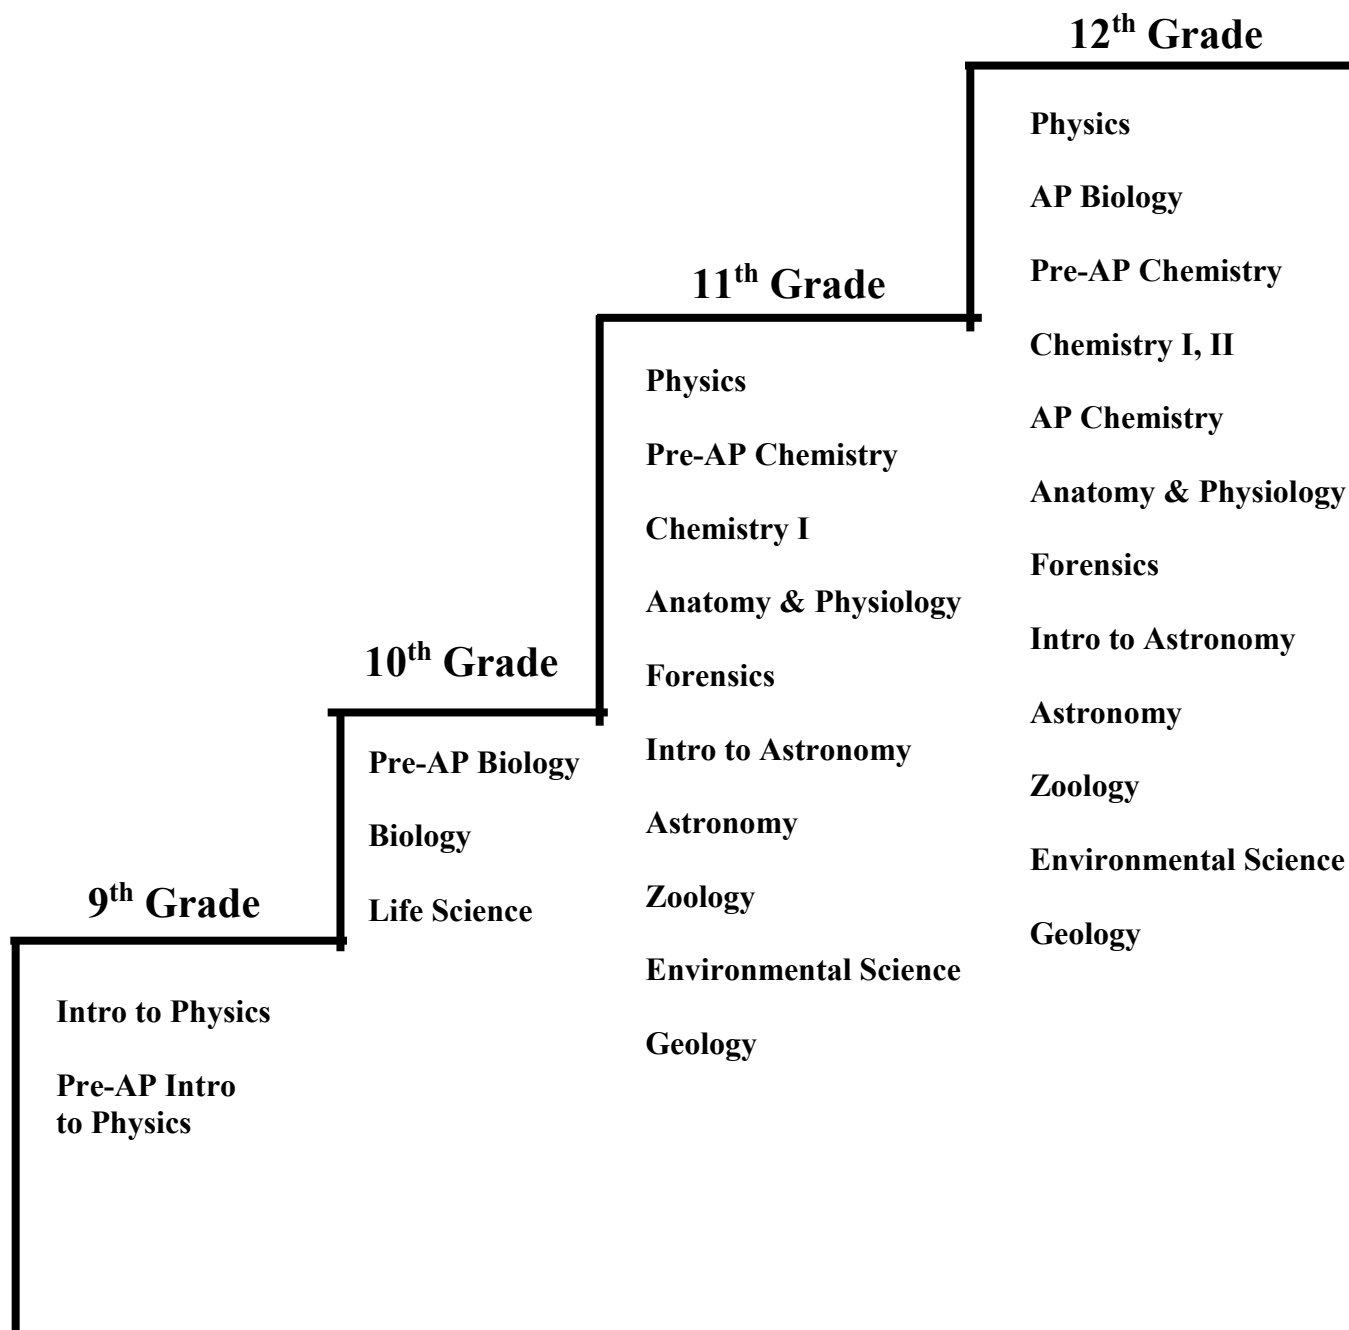 12th Grade
Physics
AP Biology
Pre-AP Chemistry
Chemistry I, II
AP Chemistry
Anatomy & Physiology
Forensics
Intro to Astronomy
Astronomy
Zoology
Environmental Science
Geology
11th Grade
Physics
Pre-AP Chemistry
Chemistry I
Anatomy & Physiology
Forensics
Intro to Astronomy
Astronomy
Zoology
Environmental Science
Geology
10th Grade
Pre-AP Biology
Biology
Life Science
9th Grade
Intro to Physics
Pre-AP Intro
to Physics